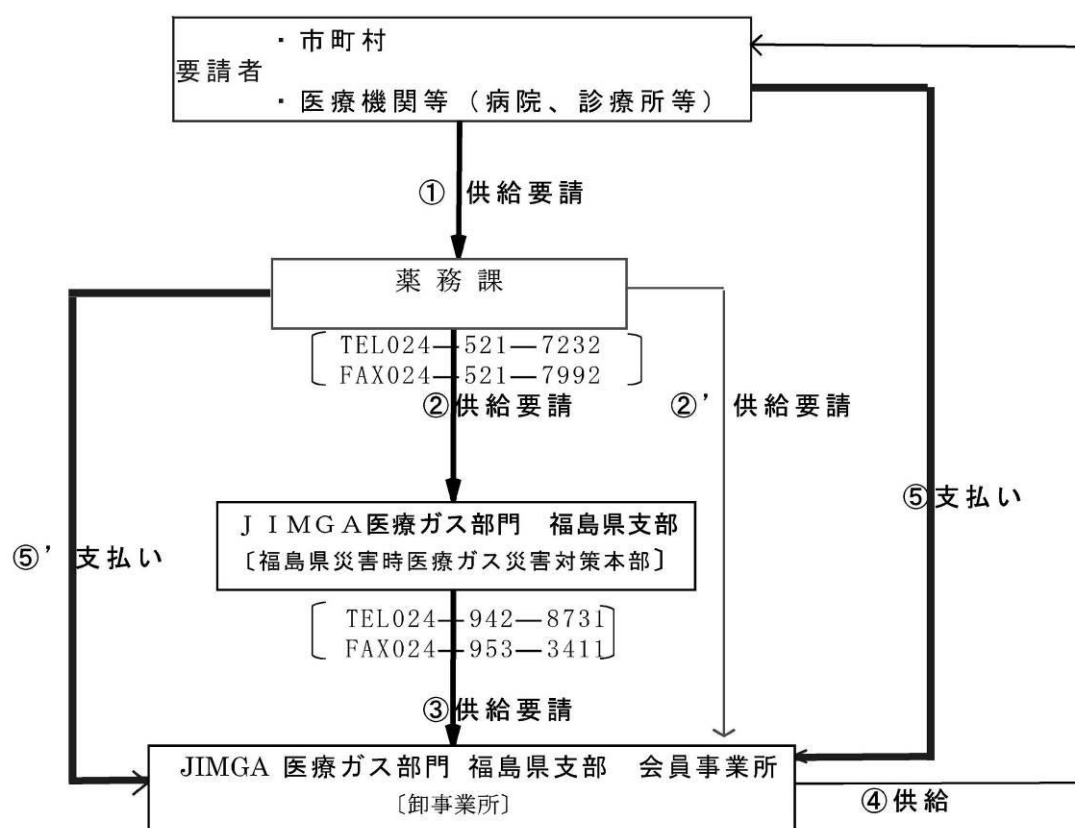 ・市町村
要請者
・医療機関等（病院、診療所等）
① 供給要請
薬務課
TEL024―521―7232
FAX024―521―7992
②供給要請
②’供給要請
⑤支払い
ＪＩＭＧＡ医療ガス部門　福島県支部
〔福島県災害時医療ガス災害対策本部〕
⑤’支払い
TEL024―942―8731
FAX024―953―3411
③供給要請
JIMGA 医療ガス部門 福島県支部　会員事業所
〔卸事業所〕
④供給